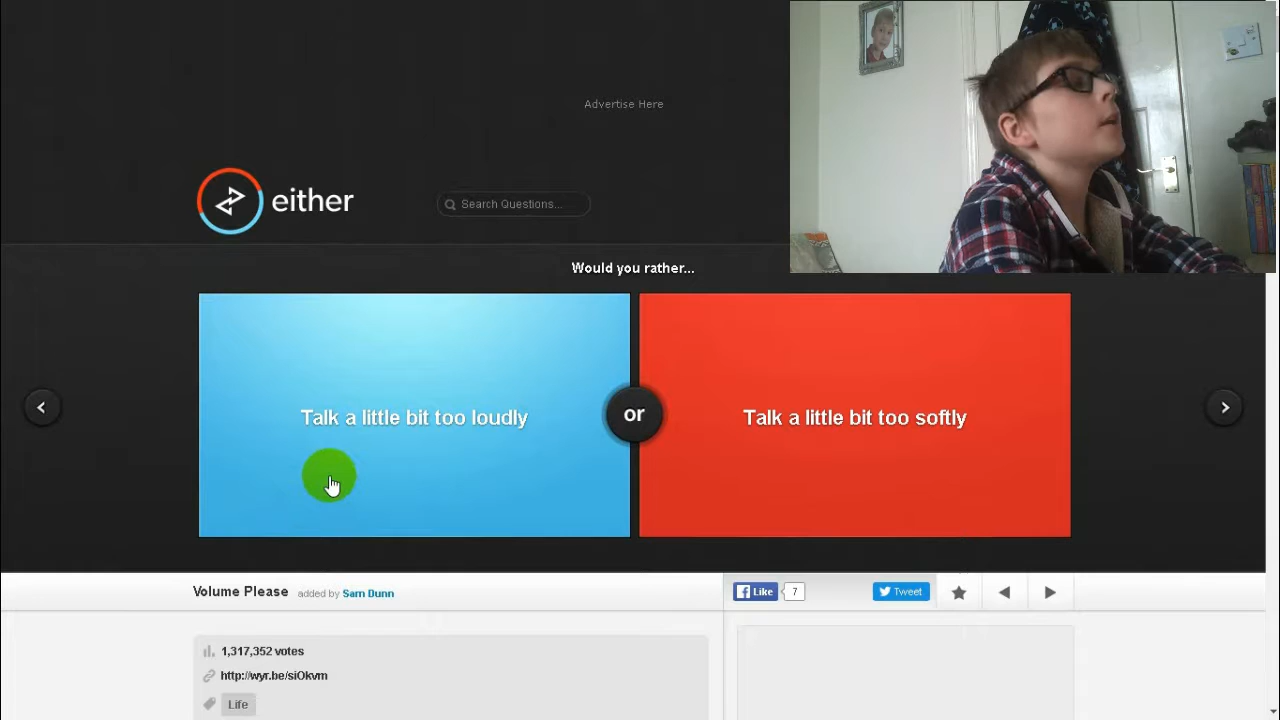 Advertise Here
either
Search Questions...
Would you rather...
Talk a little bit too loudly
or
Talk a little bit too softly
Volume Please added by Sam Dunn
Like 7
Tweet
1,317,352 votes
http://wyr.be/siOkvm
Life